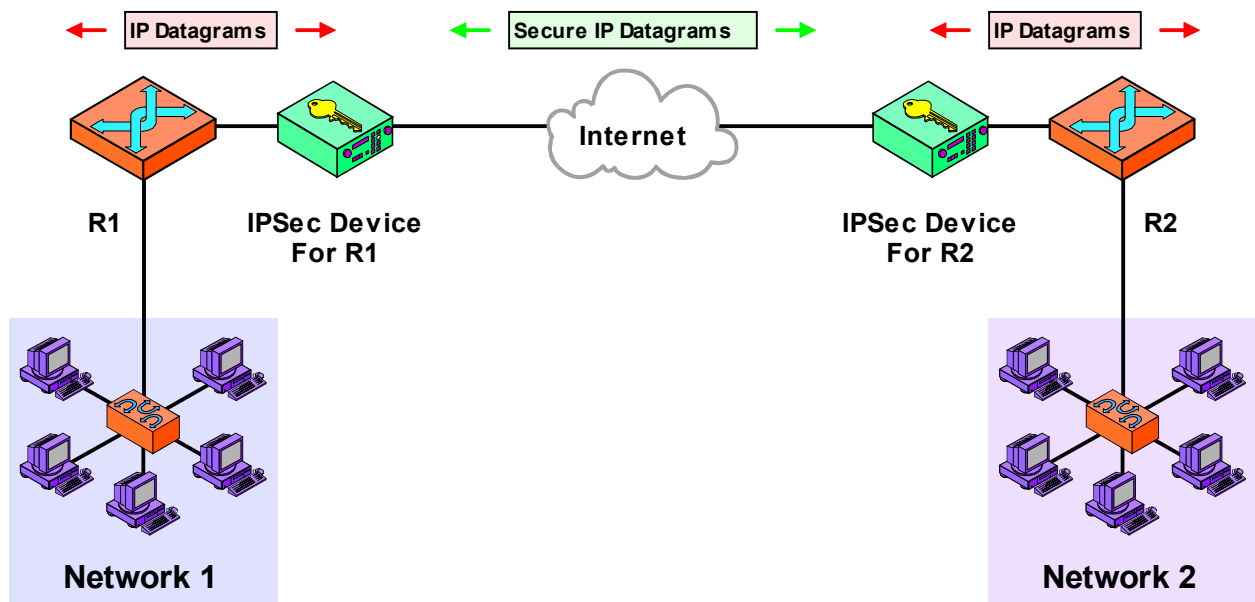 IP Datagrams
Secure IP Datagrams
IP Datagrams
Internet
R1
IPSec Device
For R1
IPSec Device
For R2
R2
Network 1
Network 2